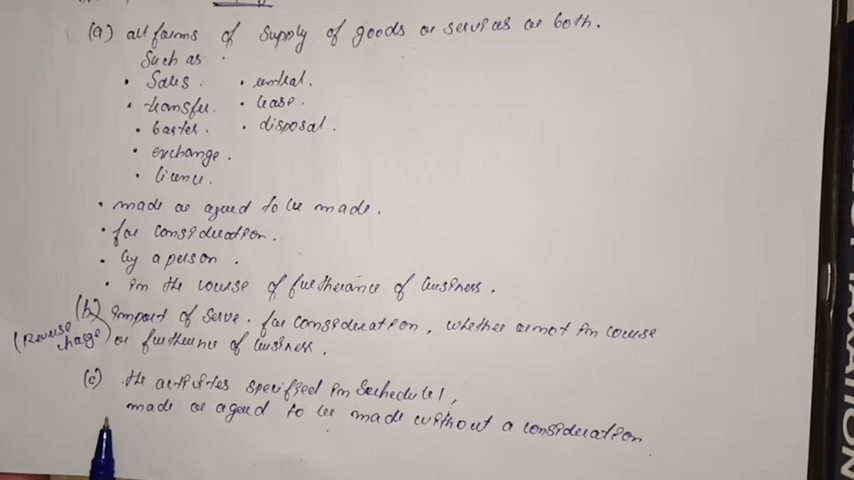 (a) all forms of supply of goods or services or both.
Such as
• Sales. • rental.
• transfer. • lease.
• barter. • disposal.
• exchange.
• licence.
• made or agreed to be made.
• for consideration.
• by a person.
• in the course of furtherance of business.
(b) import of serve. for consideration, whether or not in course
(Reverse charge) or furtherance of business.
(c) the activities specified in Schedule 1,
made or agreed to be made without a consideration
TAXATION